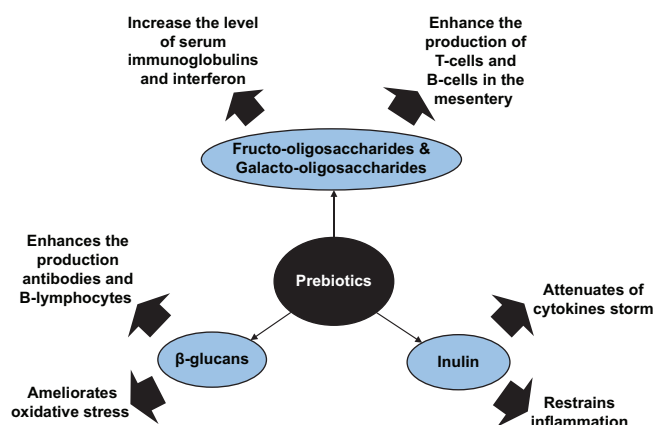 Increase the level
of serum
immunoglobulins
and interferon
Enhance the
production of
T-cells and
B-cells in the
mesentery
Fructo-oligosaccharides &
Galacto-oligosaccharides
Enhances the
production
antibodies and
B-lymphocytes
Prebiotics
Attenuates of
cytokines storm
β-glucans
Inulin
Ameliorates
oxidative stress
Restrains
inflammation